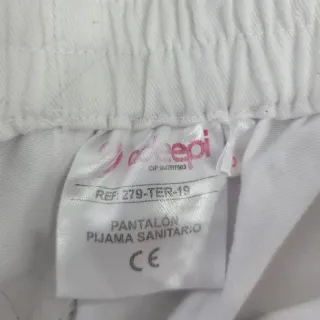 REF: 279-TER-19
PANTALÓN
PIJAMA SANITARIO
CE